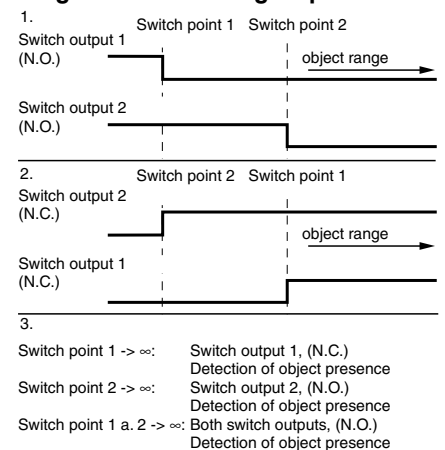 1.
Switch point 1 Switch point 2
Switch output 1
(N.O.)
object range
Switch output 2
(N.O.)
2.
Switch point 2 Switch point 1
Switch output 2
(N.C.)
object range
Switch output 1
(N.C.)
3.
Switch point 1 -> ∞: Switch output 1, (N.C.)
Detection of object presence
Switch point 2 -> ∞: Switch output 2, (N.O.)
Detection of object presence
Switch point 1 a. 2 -> ∞: Both switch outputs, (N.O.)
Detection of object presence